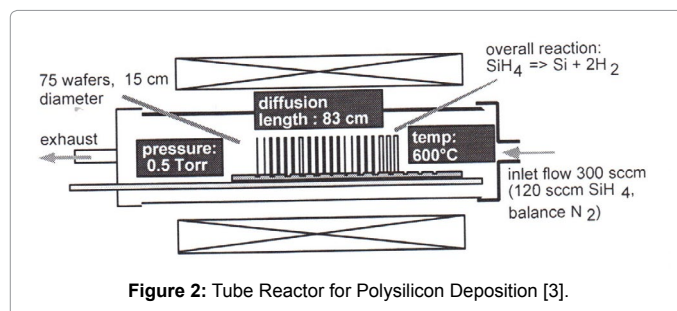 75 wafers, 15 cm
diameter
overall reaction:
SiH4 => Si + 2H2
diffusion
length : 83 cm
exhaust
pressure:
0.5 Torr
temp:
600°C
inlet flow 300 sccm
(120 sccm SiH 4,
balance N 2)
Figure 2: Tube Reactor for Polysilicon Deposition [3].